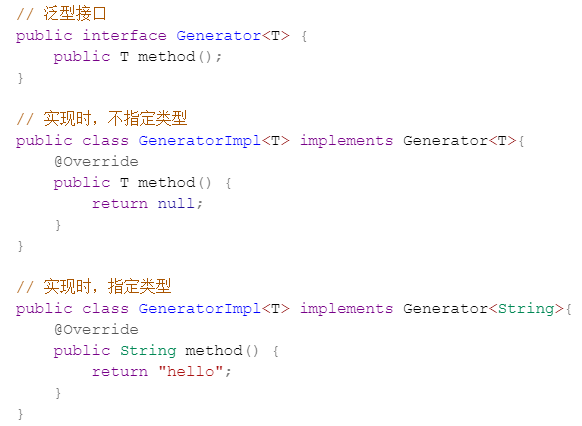 // 泛型接口
public interface Generator<T> {
    public T method();
}
// 实现时，不指定类型
public class GeneratorImpl<T> implements Generator<T>{
    @Override
    public T method() {
        return null;
    }
}
// 实现时，指定类型
public class GeneratorImpl<T> implements Generator<String>{
    @Override
    public String method() {
        return "hello";
    }
}